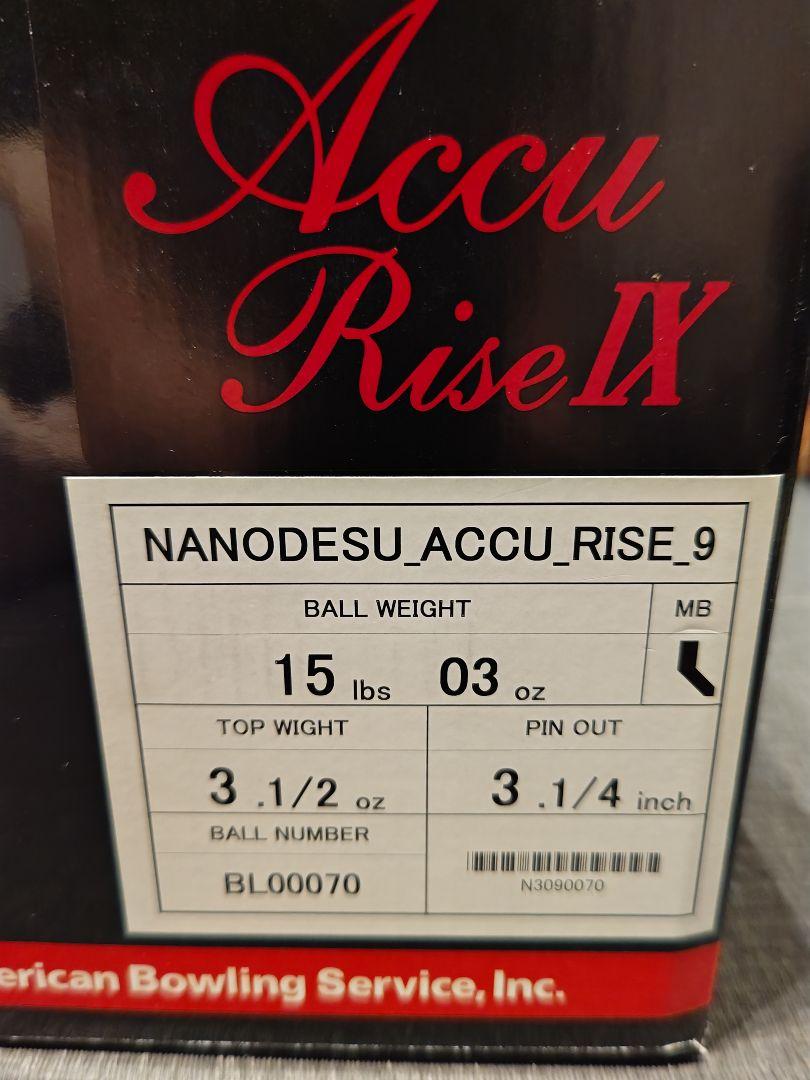 Accu
Rise IX
NANODESU_ACCU_RISE_9
BALL WEIGHT
MB
15 lbs 03 oz
TOP WIGHT
PIN OUT
3 .1/2 oz
3 .1/4 inch
BALL NUMBER
BL00070
N3090070
erican Bowling Service, Inc.